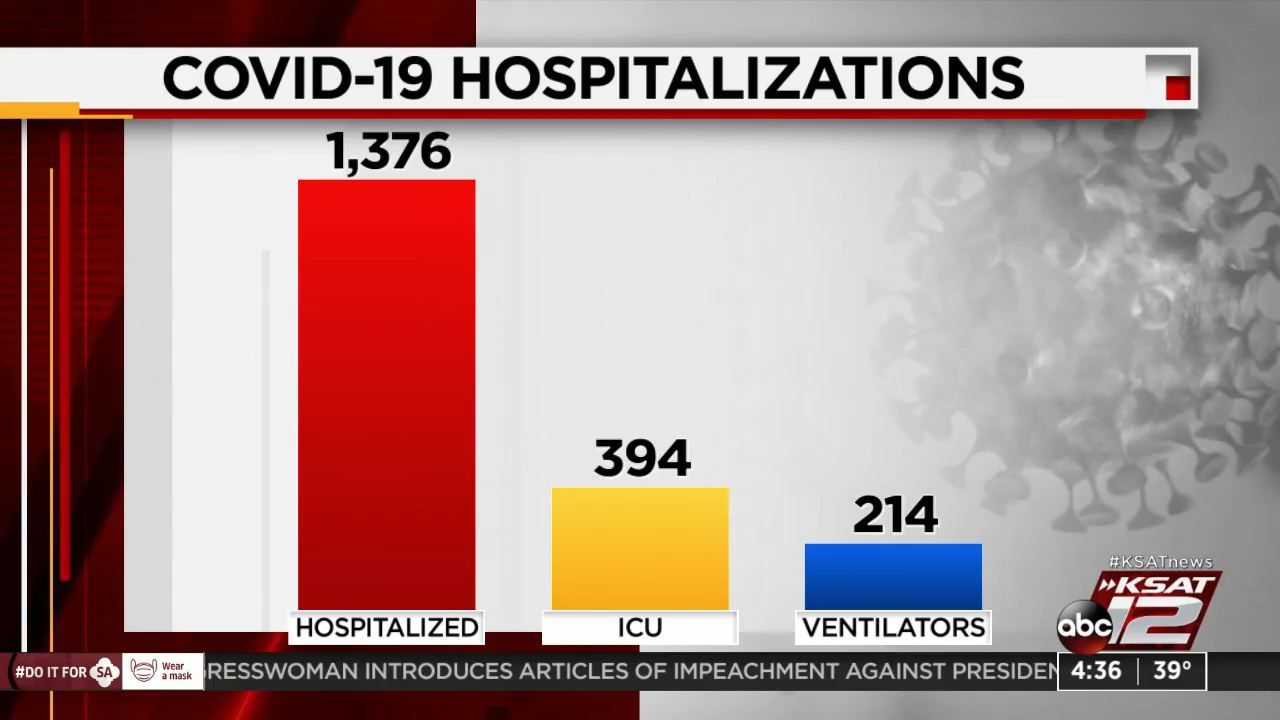 COVID-19 HOSPITALIZATIONS
1,376
394
214
HOSPITALIZED
ICU
VENTILATORS
#KSATnews
KSAT
abc 12
#DO IT FOR SA
Wear
a mask
RESSWOMAN INTRODUCES ARTICLES OF IMPEACHMENT AGAINST PRESIDEN
4:36 39°